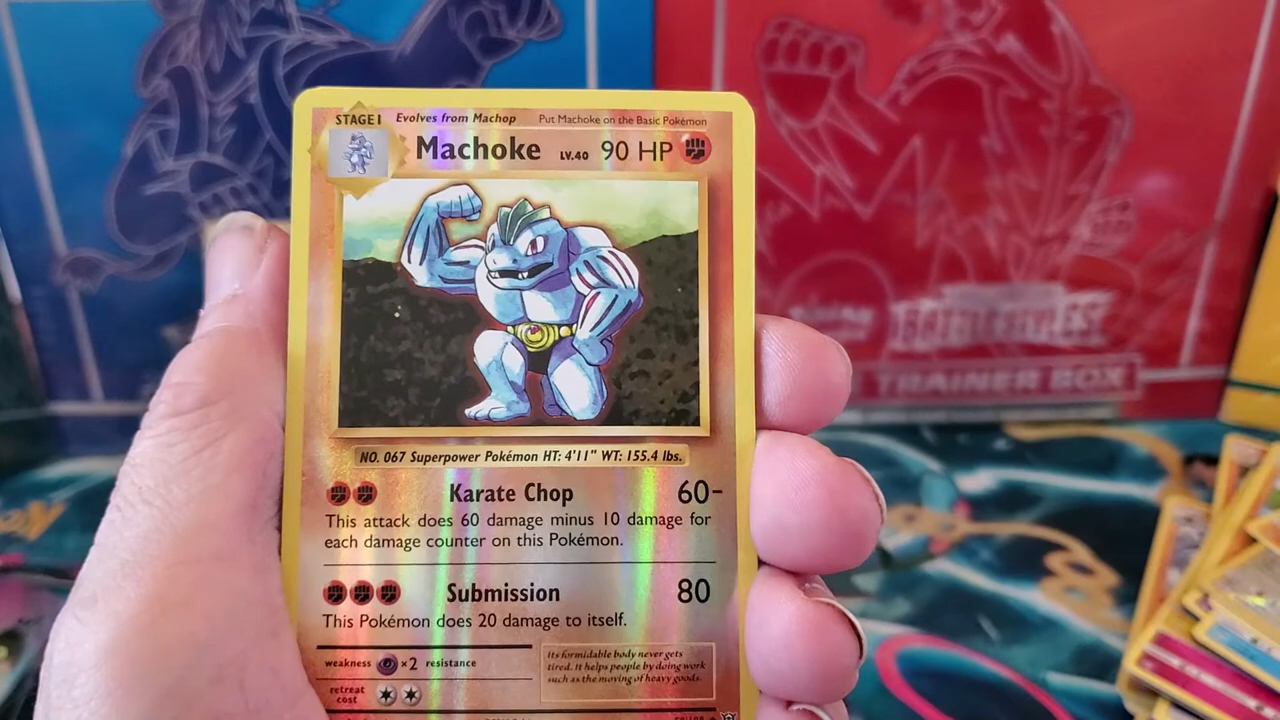 STAGE 1 Evolves from Machop Put Machoke on the Basic Pokémon
Machoke LV.40 90 HP
NO. 067 Superpower Pokémon HT: 4'11" WT: 155.4 lbs.
Karate Chop 60-
This attack does 60 damage minus 10 damage for
each damage counter on this Pokémon.
Submission 80
This Pokémon does 20 damage to itself.
weakness ×2 resistance
retreat
cost
Its formidable body never gets
tired. It helps people by doing work
such as the moving of heavy goods.
TRAINER BOX